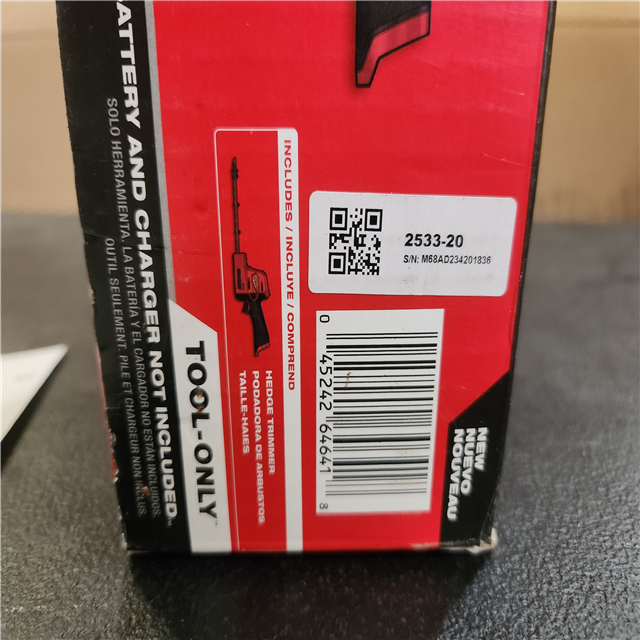 ATTERY AND CHARGER NOT INCLUDED
SOLO HERRAMIENTA. LA BATERÍA Y EL CARGADOR NO ESTÁN INCLUIDOS.
OUTIL SEULEMENT, PILE ET CHARGEUR NON INCLUS.
TOOL-ONLY™
INCLUDES / INCLUYE / COMPREND
HEDGE TRIMMER
PODADORA DE ARBUSTOS
TAILLE-HAIES
2533-20
S/N: M68AD234201836
0 45242 64641 8
NEW
NUEVO
NOUVEAU